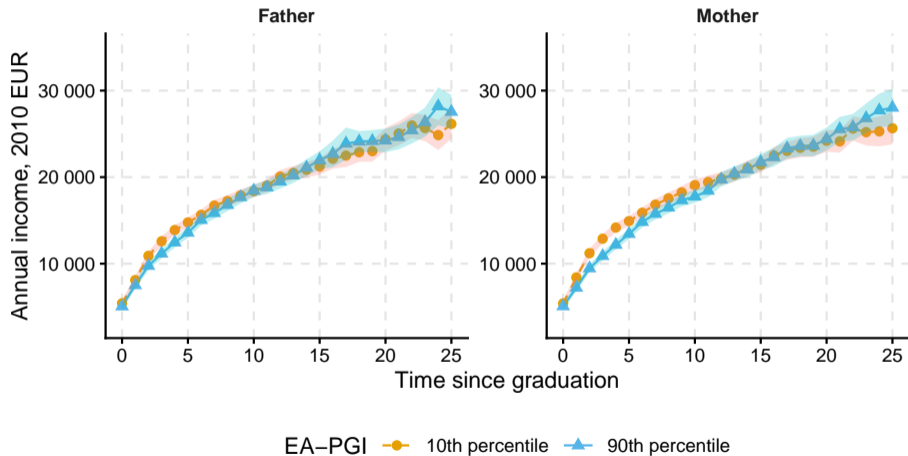 Father
Mother
Annual income, 2010 EUR
30 000
20 000
10 000
30 000
20 000
10 000
0 5 10 15 20 25
0 5 10 15 20 25
Time since graduation
EA−PGI 10th percentile 90th percentile